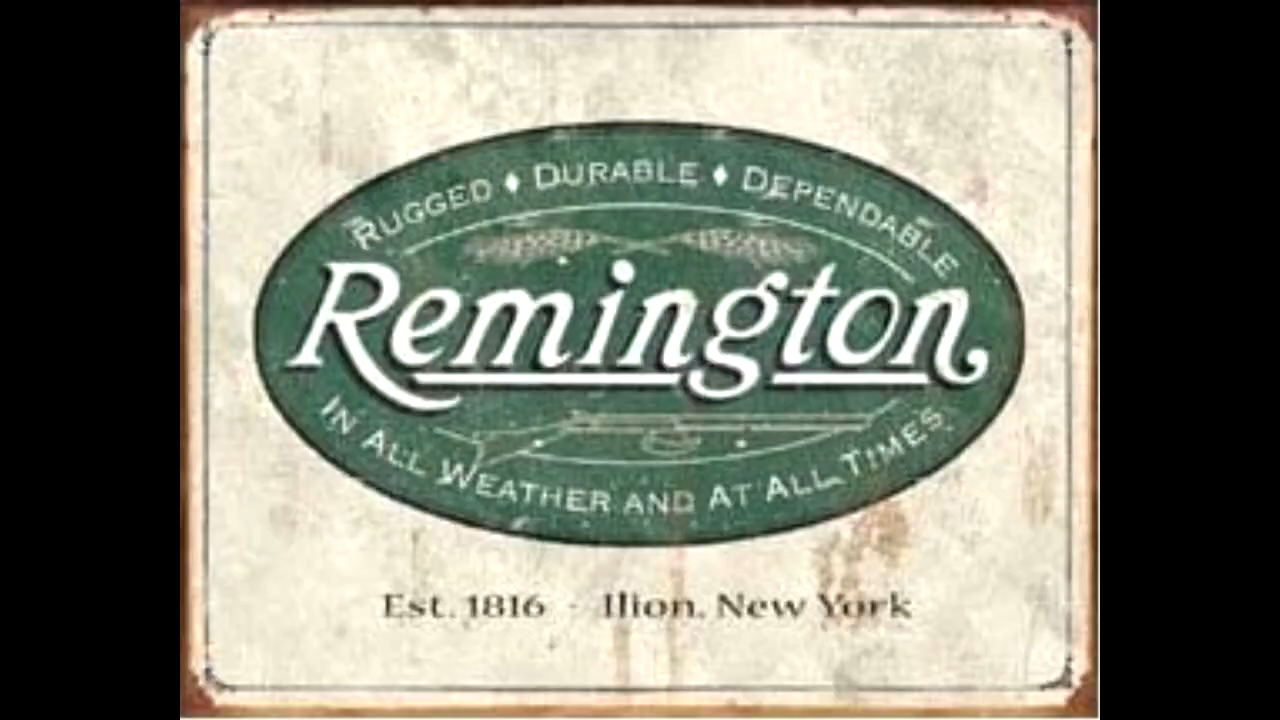 RUGGED ♦ DURABLE ♦ DEPENDABLE
Remington
IN ALL WEATHER AND AT ALL TIMES
Est. 1816 - Ilion, New York